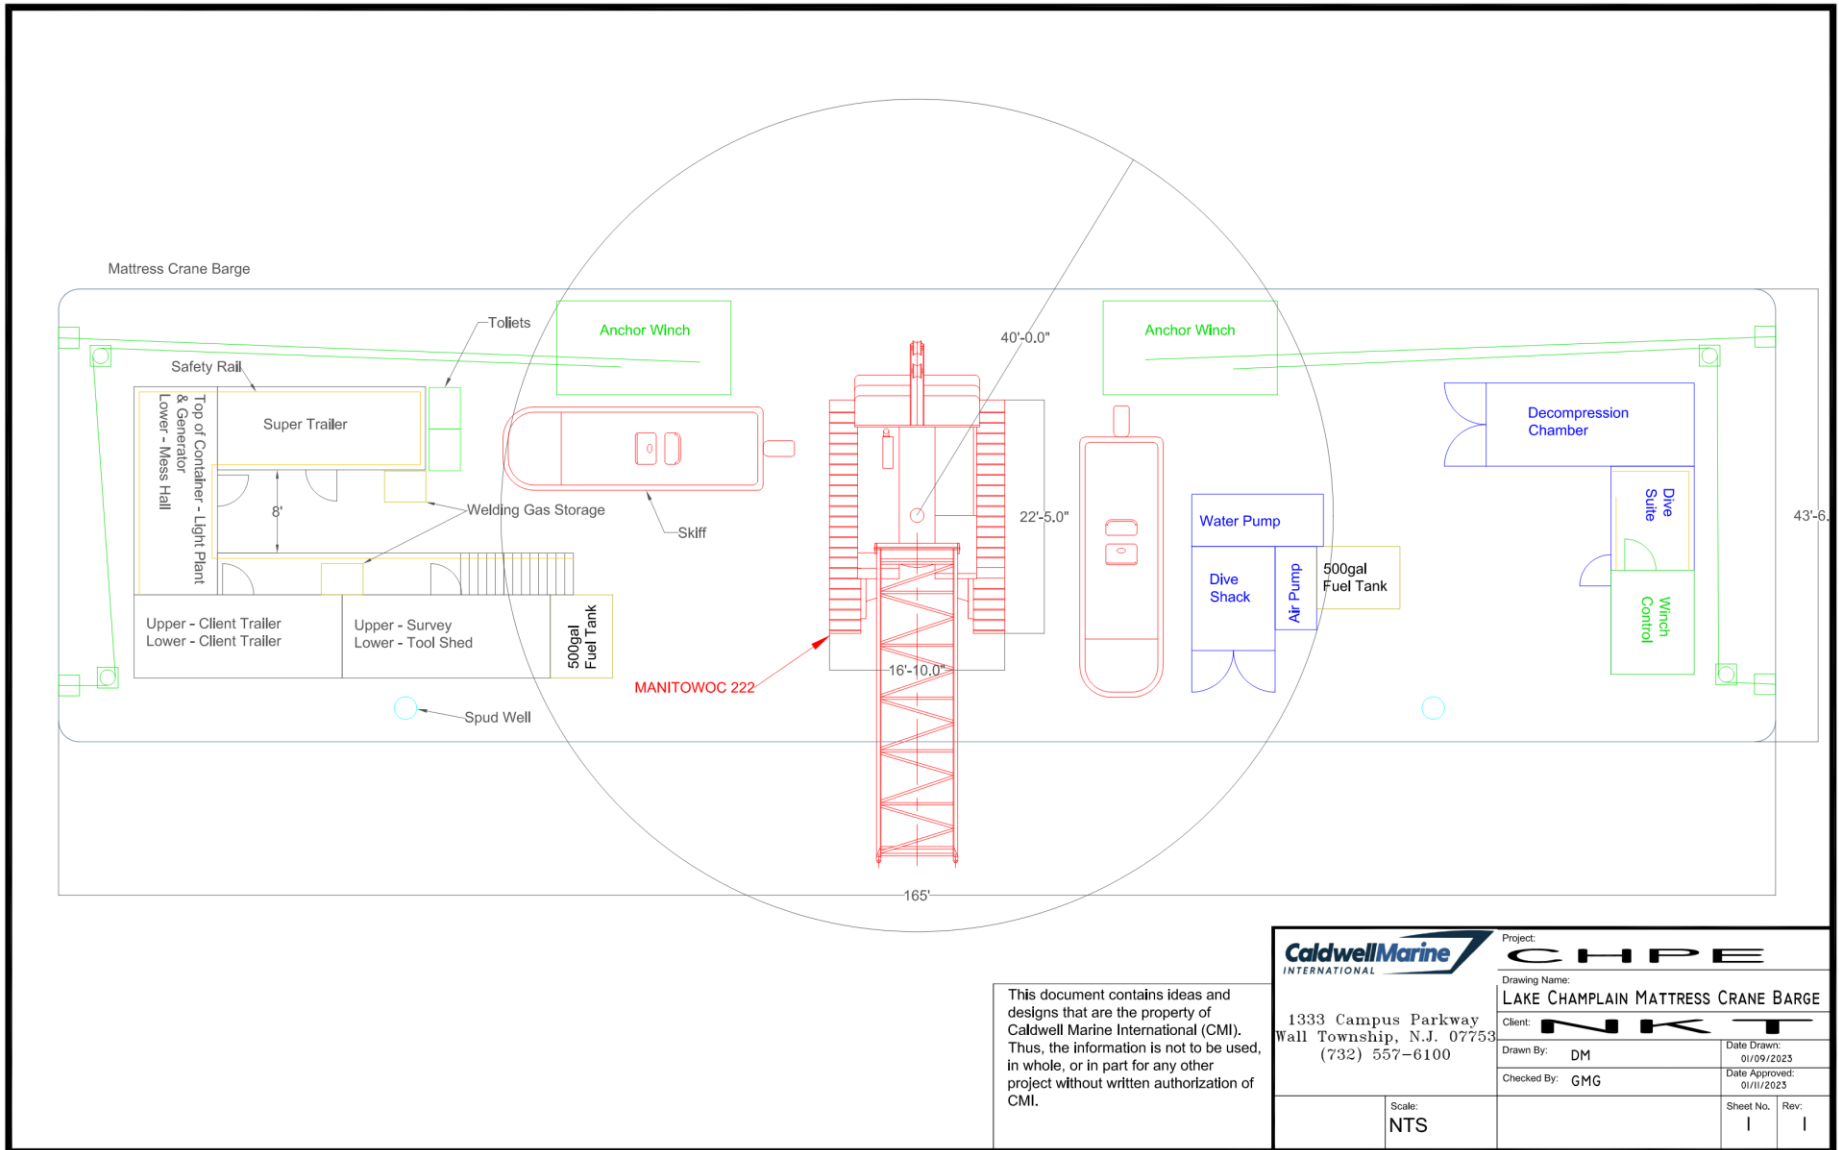 Mattress Crane Barge
Toliets
Anchor Winch
Anchor Winch
40'-0.0"
Safety Rail
Super Trailer
Top of Container - Light Plant
& Generator
Lower - Mess Hall
8'
Welding Gas Storage
Skiff
22'-5.0"
Decompression
Chamber
Dive
Suite
43'-6.
Water Pump
Dive
Shack
Air Pump
500gal
Fuel Tank
Winch
Control
Upper - Client Trailer
Lower - Client Trailer
Upper - Survey
Lower - Tool Shed
500gal
Fuel Tank
16'-10.0"
MANITOWOC 222
Spud Well
165'
This document contains ideas and
designs that are the property of
Caldwell Marine International (CMI).
Thus, the information is not to be used,
in whole, or in part for any other
project without written authorization of
CMI.
CaldwellMarine
INTERNATIONAL
1333 Campus Parkway
Wall Township, N.J. 07753
(732) 557-6100
Project:
CHPE
Drawing Name:
LAKE CHAMPLAIN MATTRESS CRANE BARGE
Client:
NKT
Drawn By: DM
Date Drawn:
01/09/2023
Checked By: GMG
Date Approved:
01/11/2023
Scale:
NTS
Sheet No.
1
Rev:
1